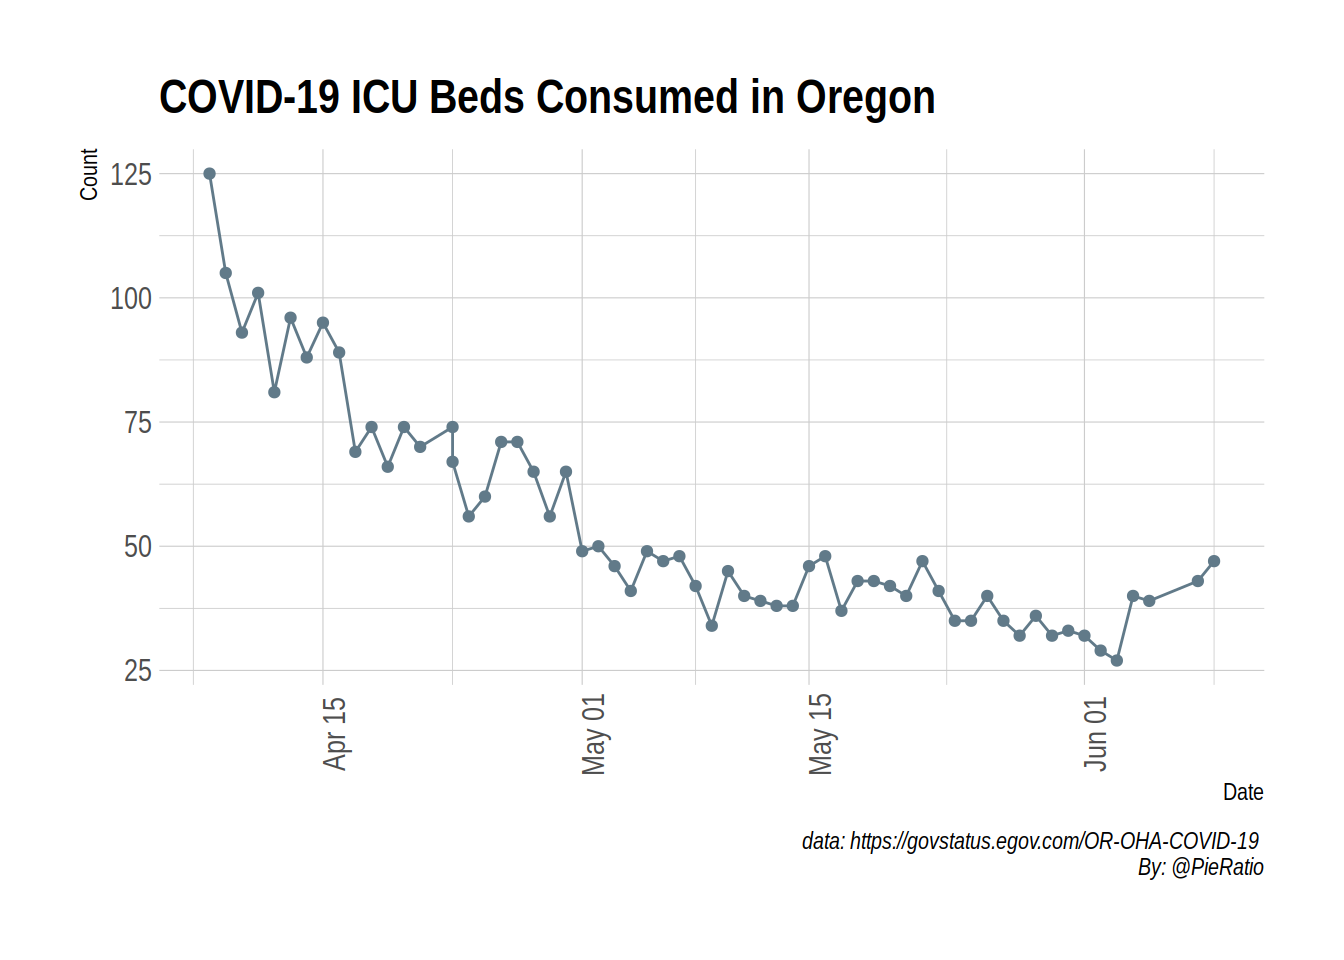 COVID-19 ICU Beds Consumed in Oregon
Count
125
100
75
50
25
Apr 15
May 01
May 15
Jun 01
Date
data: https://govstatus.egov.com/OR-OHA-COVID-19
By: @PieRatio